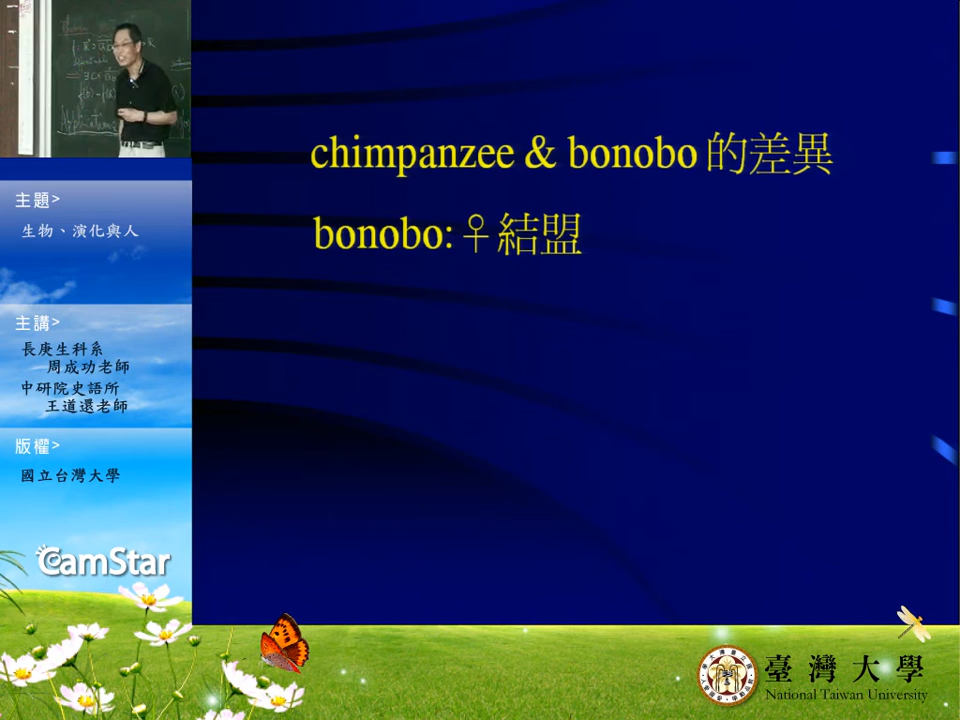 主題>
生物、演化與人
主講>
長庚生科系
周成功老師
中研院史語所
王道還老師
版權>
國立台灣大學
CamStar
chimpanzee & bonobo 的差異
bonobo:♀結盟
臺灣大學
National Taiwan University